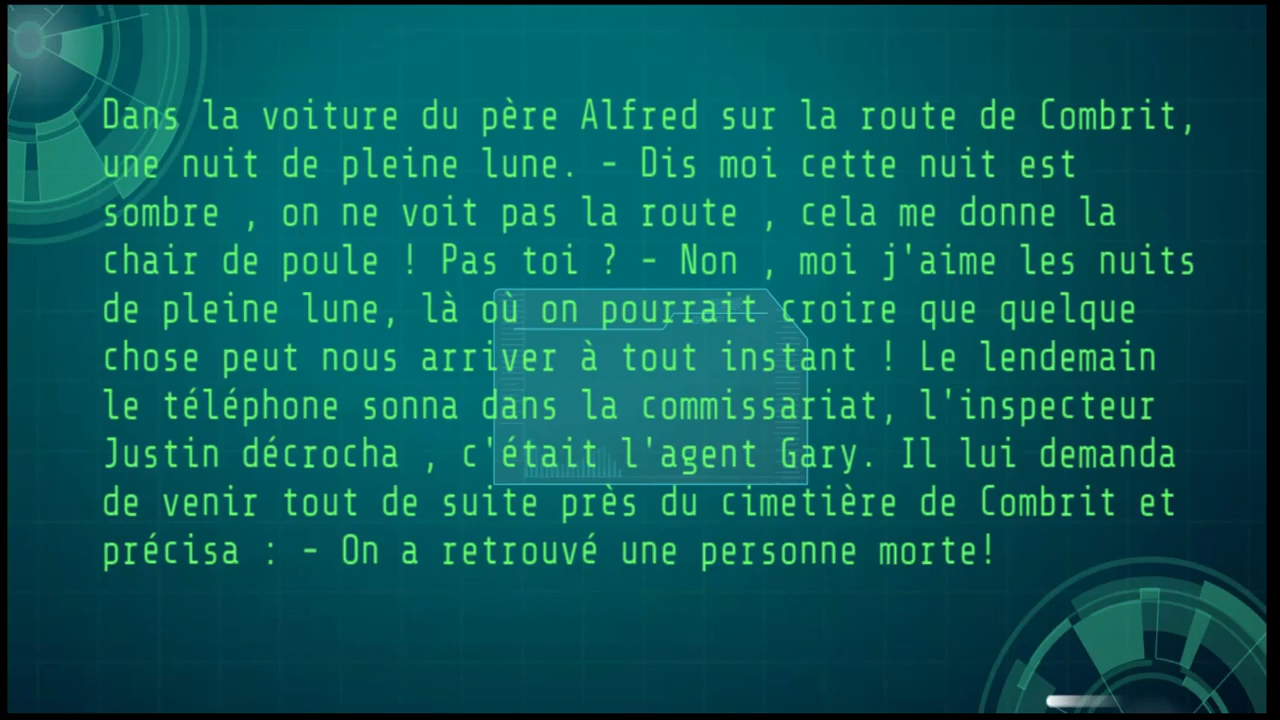 Dans la voiture du père Alfred sur la route de Combrit,
une nuit de pleine lune. - Dis moi cette nuit est
sombre , on ne voit pas la route , cela me donne la
chair de poule ! Pas toi ? - Non , moi j'aime les nuits
de pleine lune, là où on pourrait croire que quelque
chose peut nous arriver à tout instant ! Le lendemain
le téléphone sonna dans la commissariat, l'inspecteur
Justin décrocha , c'était l'agent Gary. Il lui demanda
de venir tout de suite près du cimetière de Combrit et
précisa : - On a retrouvé une personne morte!